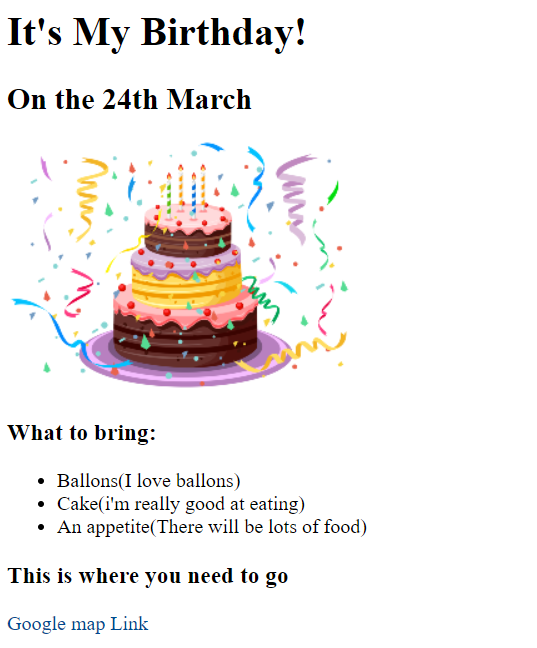 It's My Birthday!
On the 24th March
What to bring:
Ballons(I love ballons)
Cake(i'm really good at eating)
An appetite(There will be lots of food)
This is where you need to go
Google map Link